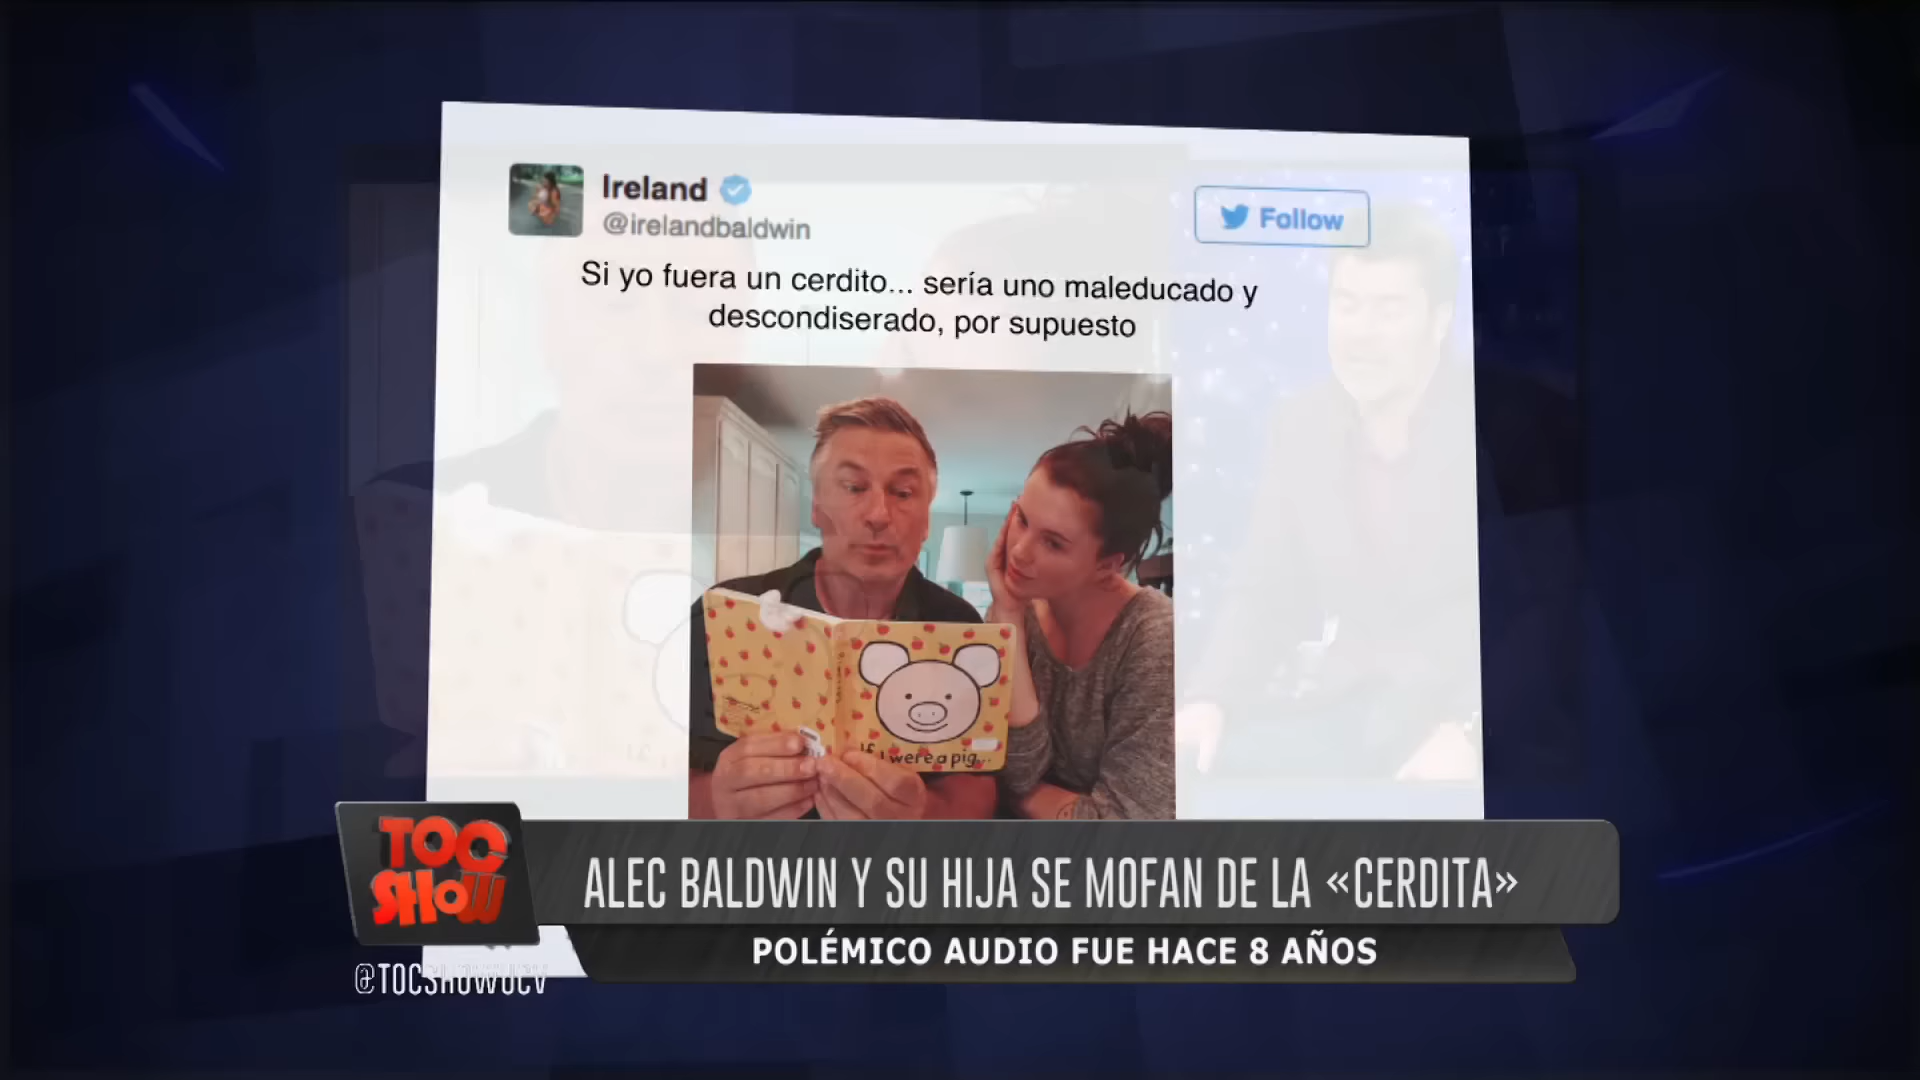 Ireland
@irelandbaldwin
Follow
Si yo fuera un cerdito... sería uno maleducado y
descondiserado, por supuesto
If I were a pig...
TOC
SHOW
ALEC BALDWIN Y SU HIJA SE MOFAN DE LA «CERDITA»
POLÉMICO AUDIO FUE HACE 8 AÑOS
@TOCSHOWUCV